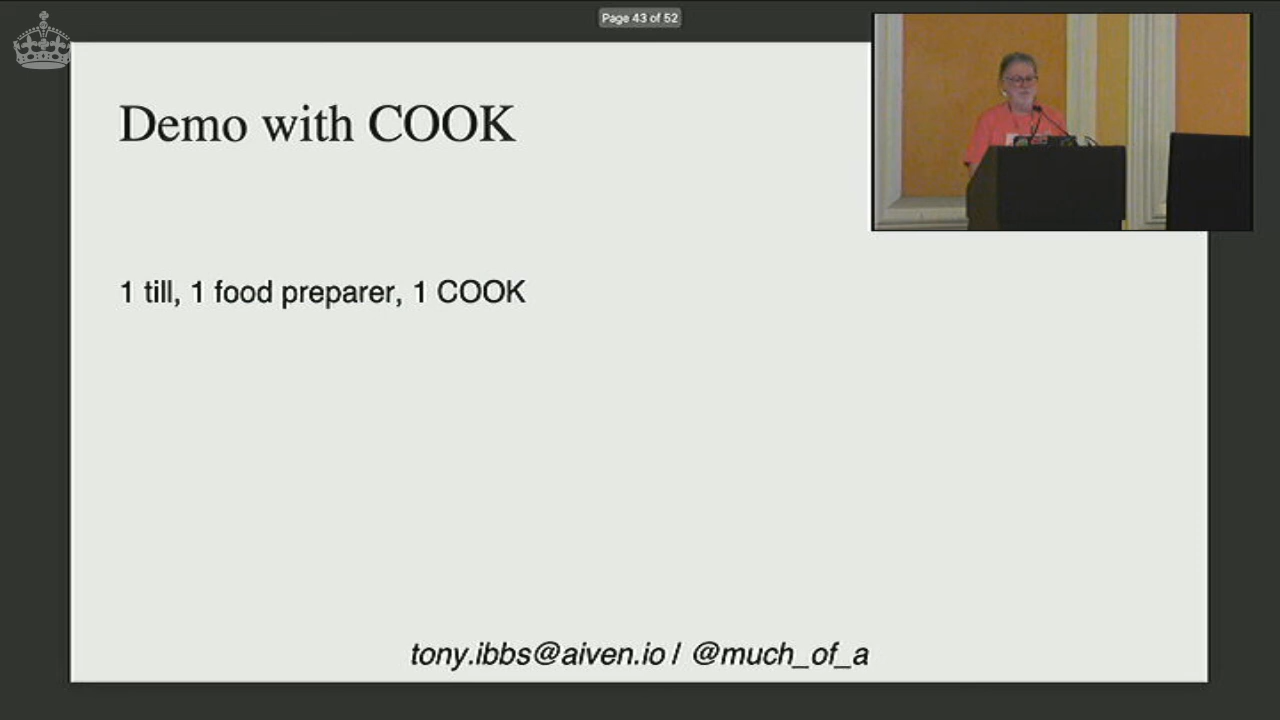 Page 43 of 52
Demo with COOK
1 till, 1 food preparer, 1 COOK
tony.ibbs@aiven.io / @much_of_a